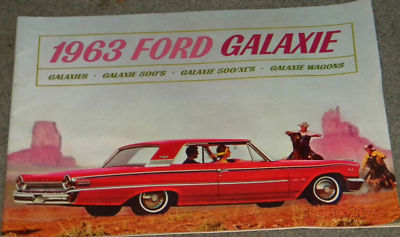 1963 FORD GALAXIE
GALAXIES · GALAXIE 500'S · GALAXIE 500/XL'S · GALAXIE WAGONS